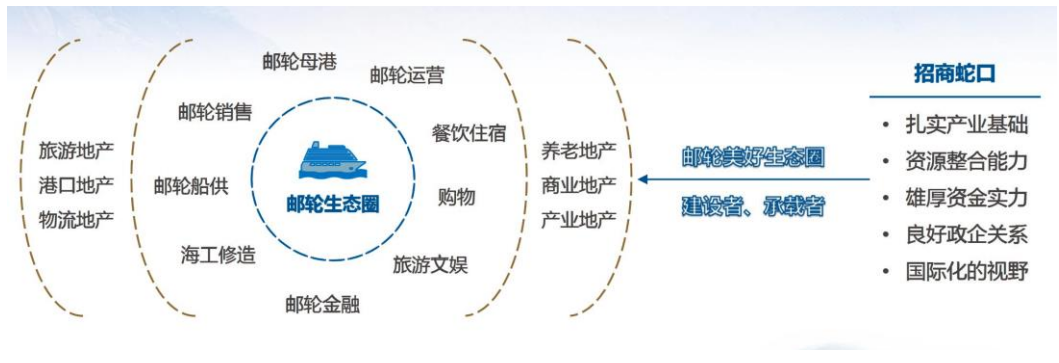 邮轮母港
邮轮运营
邮轮销售
餐饮住宿
旅游地产
港口地产
物流地产
邮轮船供
邮轮生态圈
购物
养老地产
商业地产
产业地产
海工修造
旅游文娱
邮轮金融
邮轮美好生态圈
建设者、承载者
招商蛇口
• 扎实产业基础
• 资源整合能力
• 雄厚资金实力
• 良好政企关系
• 国际化的视野